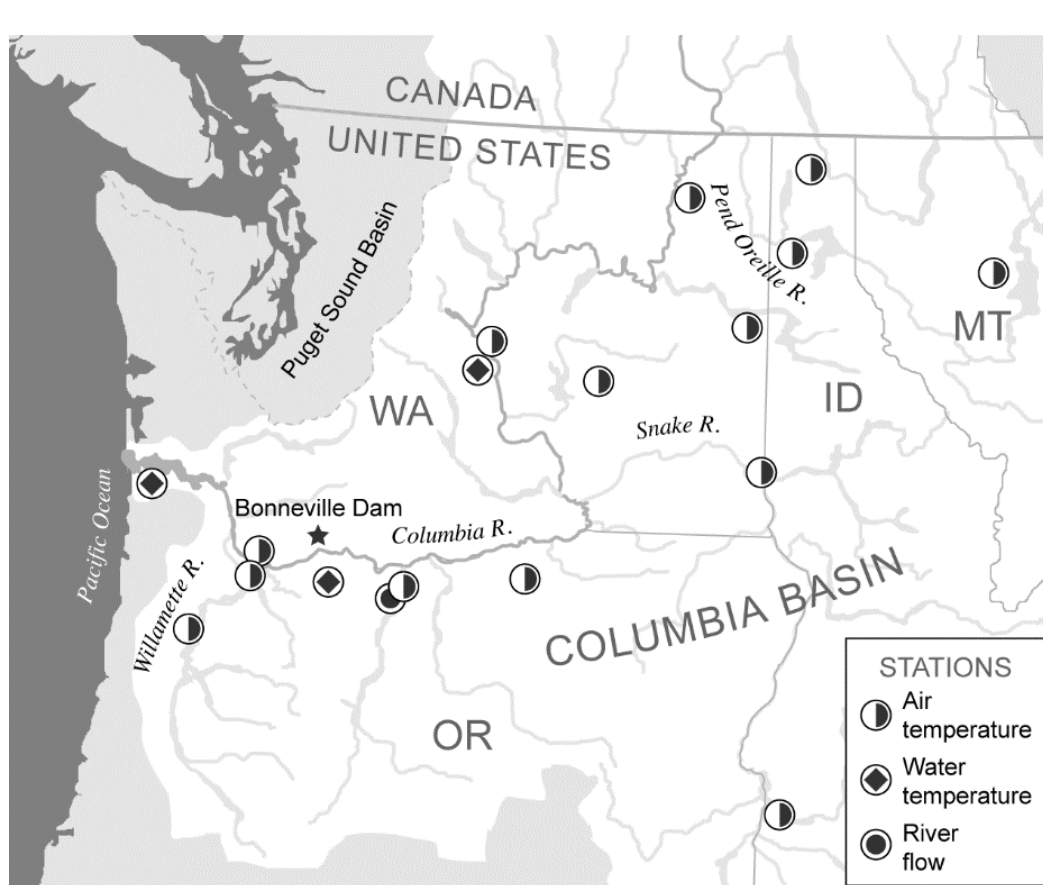 CANADA
UNITED STATES
Puget Sound Basin
Pend Oreille R.
MT
WA
ID
Snake R.
Pacific Ocean
Bonneville Dam
Columbia R.
Willamette R.
COLUMBIA BASIN
OR
STATIONS
Air
temperature
Water
temperature
River
flow